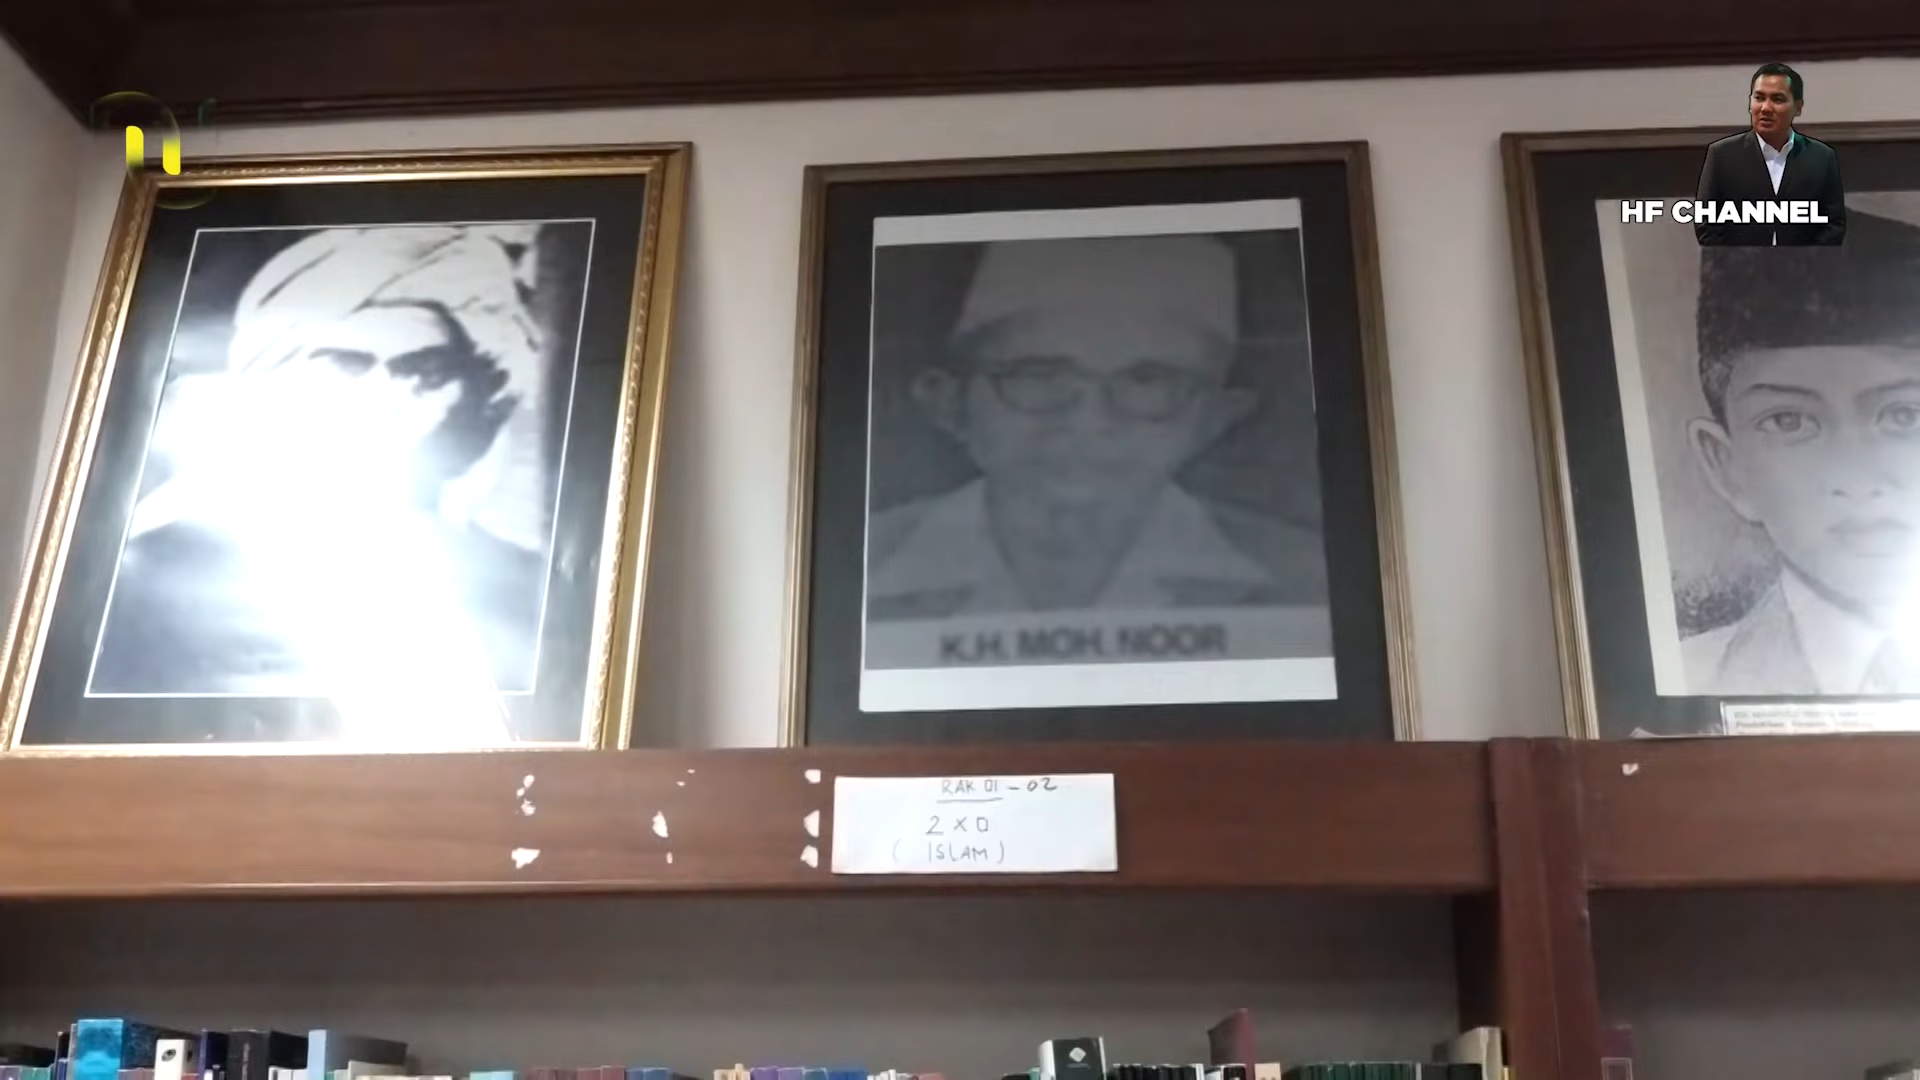 HF CHANNEL
K.H. MOH. NOOR
RAK 01 - 02
2 X 0
( ISLAM )